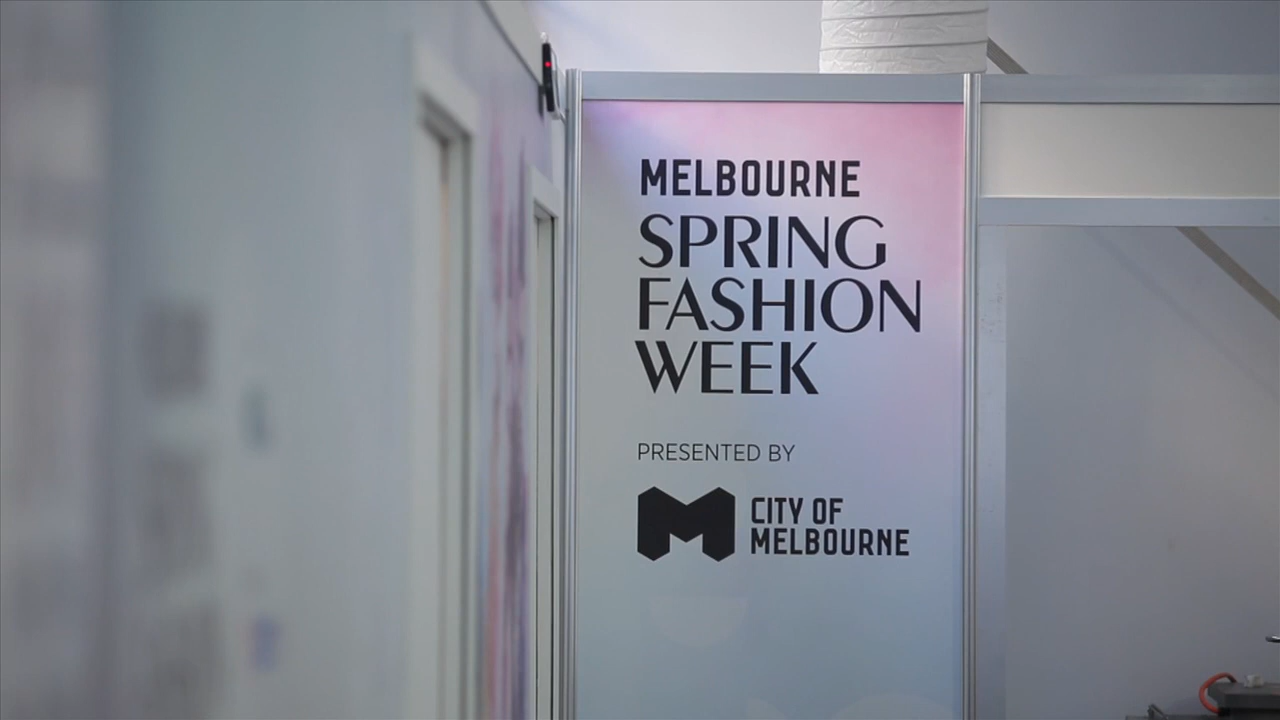 MELBOURNE
SPRING
FASHION
WEEK
PRESENTED BY
CITY OF
MELBOURNE